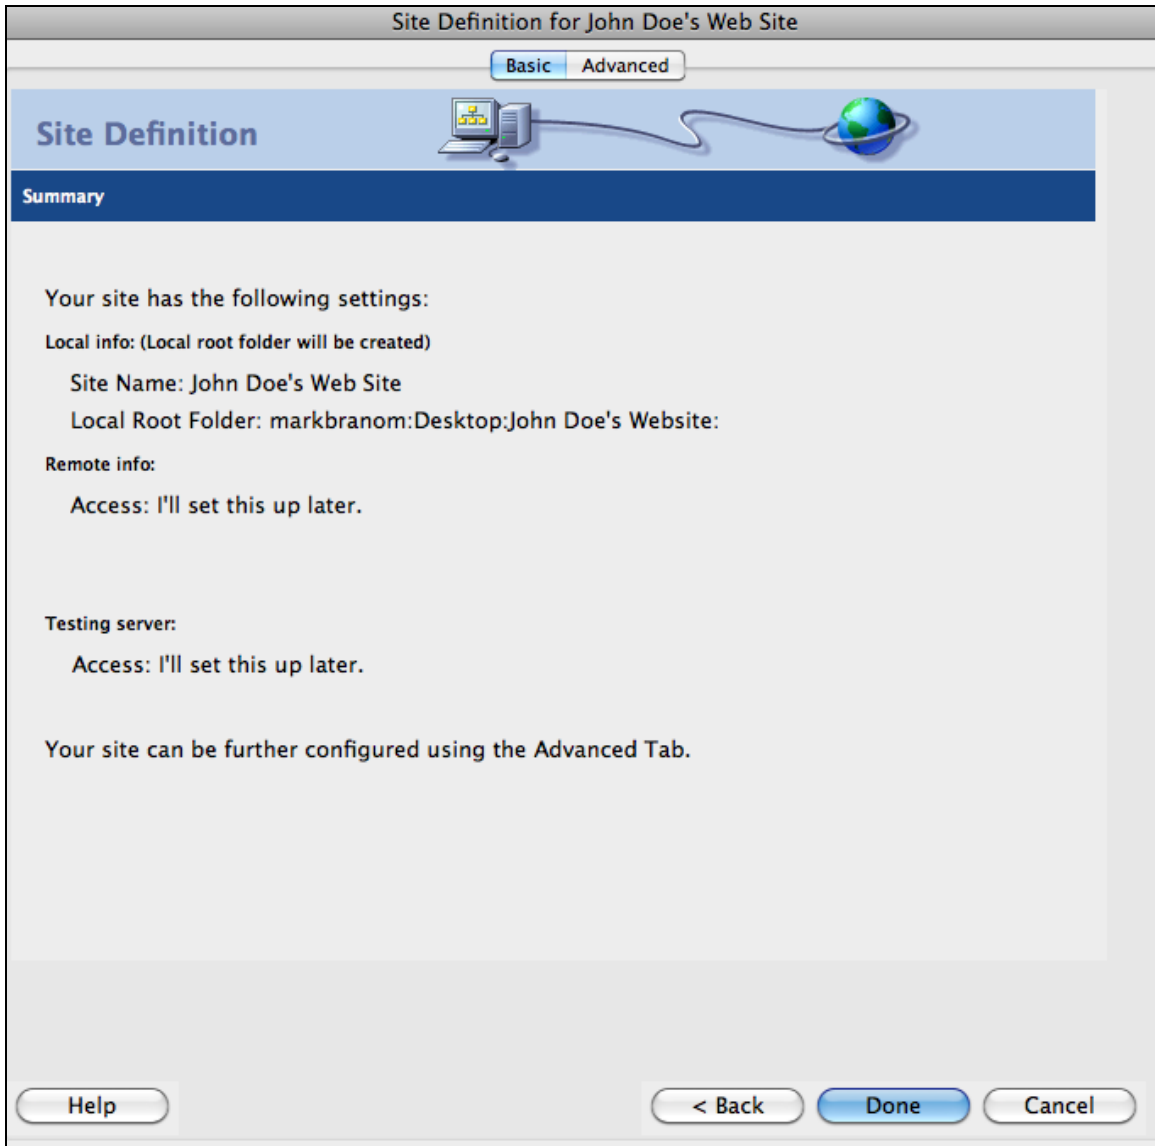 Site Definition for John Doe's Web Site
Basic Advanced
Site Definition
Summary
Your site has the following settings:
Local info: (Local root folder will be created)
Site Name: John Doe's Web Site
Local Root Folder: markbranom:Desktop:John Doe's Website:
Remote info:
Access: I'll set this up later.
Testing server:
Access: I'll set this up later.
Your site can be further configured using the Advanced Tab.
Help < Back Done Cancel